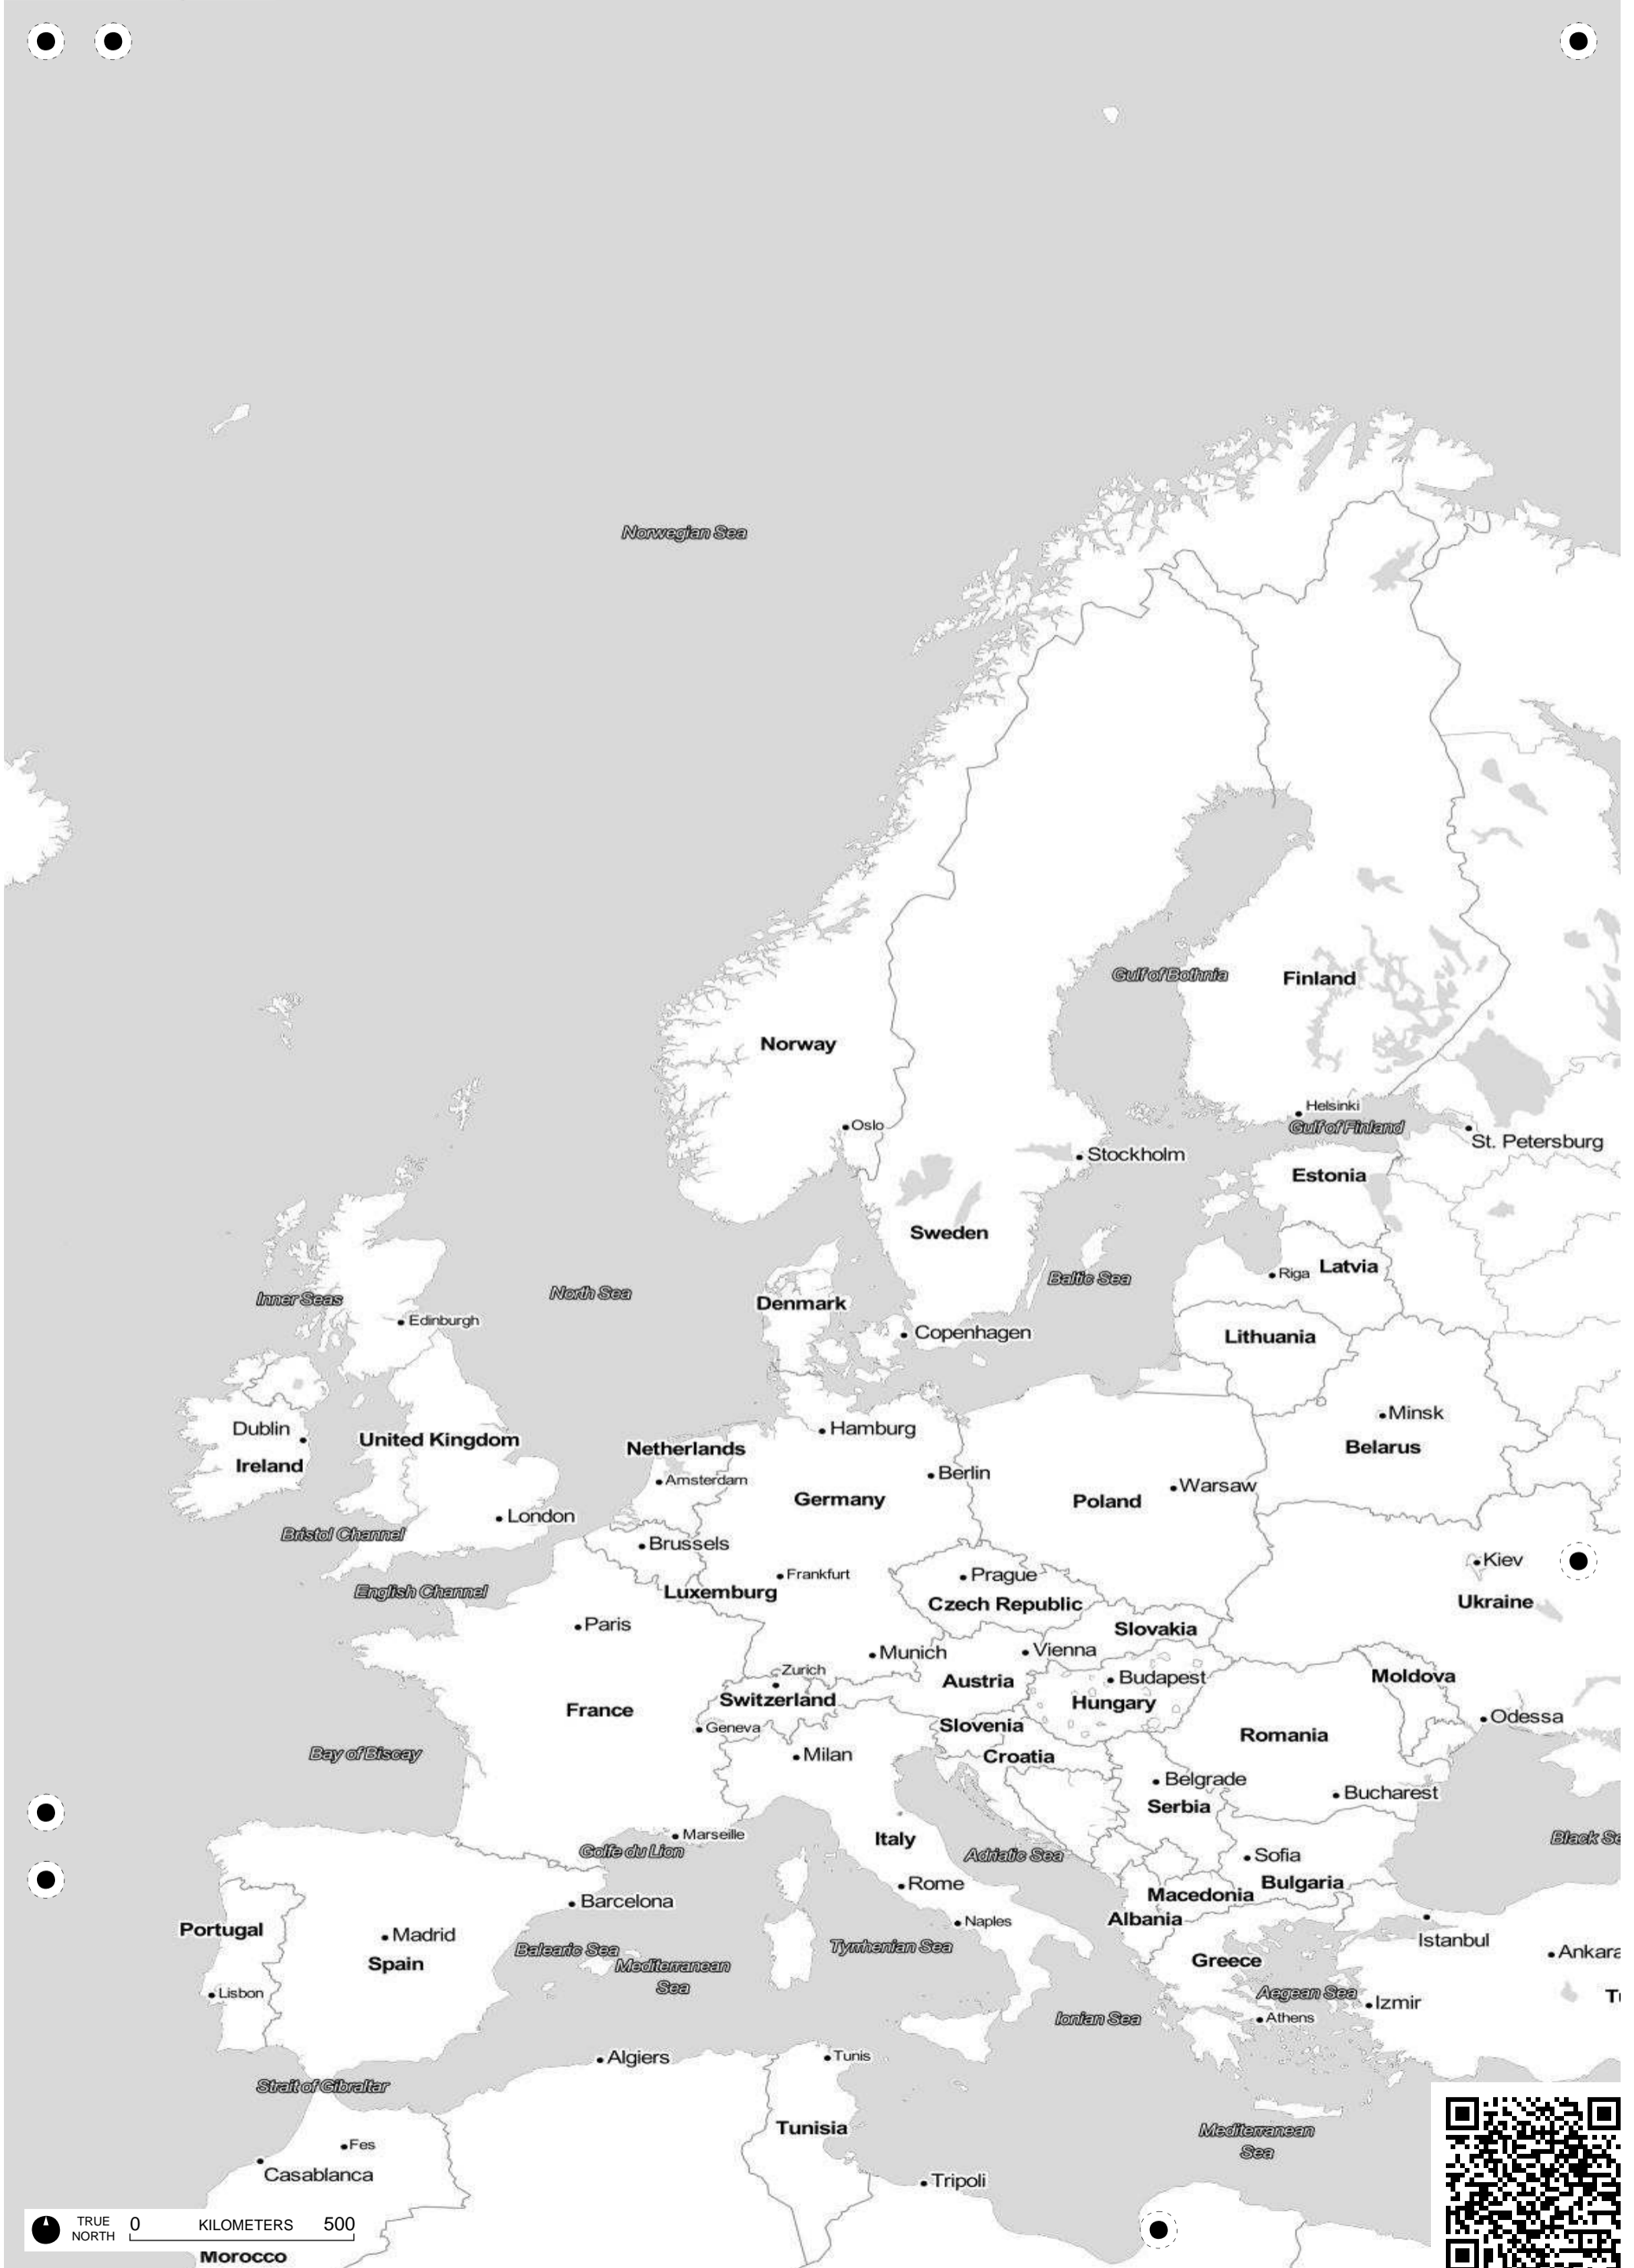 Norwegian Sea
Gulf of Bothnia
Finland
Norway
Helsinki
Oslo
Gulf of Finland
St. Petersburg
Stockholm
Estonia
Sweden
Latvia
Riga
Baltic Sea
North Sea
Inner Seas
Denmark
Edinburgh
Copenhagen
Lithuania
Minsk
Dublin
Hamburg
United Kingdom
Netherlands
Belarus
Ireland
Berlin
Amsterdam
Warsaw
Germany
Poland
London
Bristol Channel
Brussels
Kiev
Frankfurt
Prague
English Channel
Luxemburg
Ukraine
Czech Republic
Paris
Slovakia
Munich
Vienna
Zurich
Moldova
Budapest
Austria
Switzerland
Hungary
France
Odessa
Slovenia
Geneva
Romania
Bay of Biscay
Milan
Croatia
Belgrade
Bucharest
Serbia
Marseille
Italy
Black Se
Golfe du Lion
Adriatic Sea
Sofia
Rome
Bulgaria
Macedonia
Barcelona
Albania
Naples
Portugal
Madrid
Istanbul
Tyrrhenian Sea
Balearic Sea
Ankara
Greece
Spain
Mediterranean
Sea
Lisbon
Aegean Sea
Tu
Izmir
Ionian Sea
Athens
Algiers
Tunis
Strait of Gibraltar
Tunisia
Mediterranean
Sea
Fes
Casablanca
Tripoli
TRUE
NORTH
0 KILOMETERS 500
Morocco